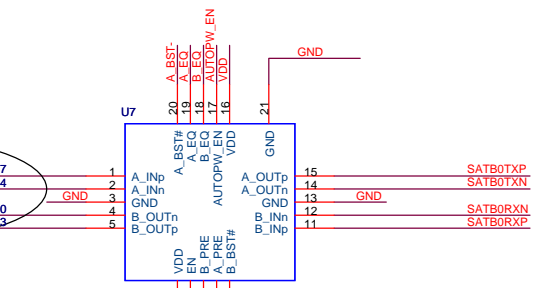 A_BST-
A_EQ
B_EQ
AUTOPW_EN
VDD
GND
U7
20
19
18
17
16
21
A_BST#
A_EQ
B_EQ
AUTOPW_EN
VDD
GND
7
1
A_INp
A_OUTp
15
SATB0TXP
4
2
A_INn
A_OUTn
14
SATB0TXN
GND
3
GND
GND
13
GND
0
4
B_OUTn
B_INn
12
SATB0RXN
3
5
B_OUTp
B_INp
11
SATB0RXP
VDD
EN
B_PRE
A_PRE
B_BST#